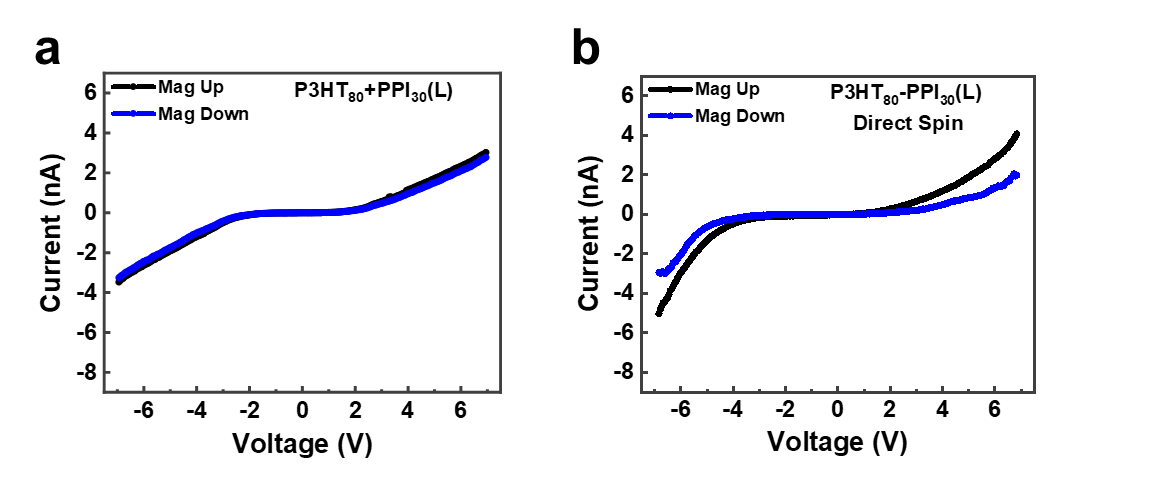 a
Mag Up
Mag Down
P3HT80+PPI30(L)
6
4
2
0
-2
-4
-6
-8
Current (nA)
-6 -4 -2 0 2 4 6
Voltage (V)
b
Mag Up
Mag Down
P3HT80-PPI30(L)
Direct Spin
6
4
2
0
-2
-4
-6
-8
Current (nA)
-6 -4 -2 0 2 4 6
Voltage (V)